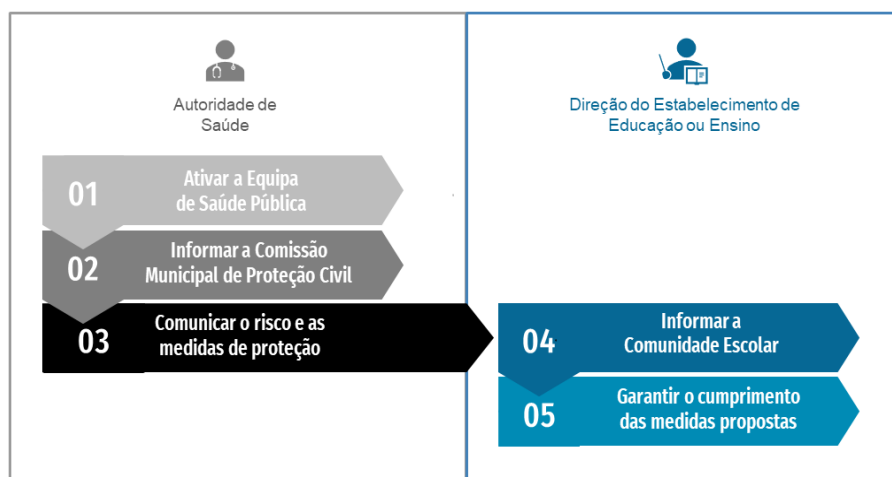 Autoridade de
Saúde
Direção do Estabelecimento de
Educação ou Ensino
01
Ativar a Equipa
de Saúde Pública
02
Informar a Comissão
Municipal de Proteção Civil
03
Comunicar o risco e as
medidas de proteção
04
Informar a
Comunidade Escolar
05
Garantir o cumprimento
das medidas propostas